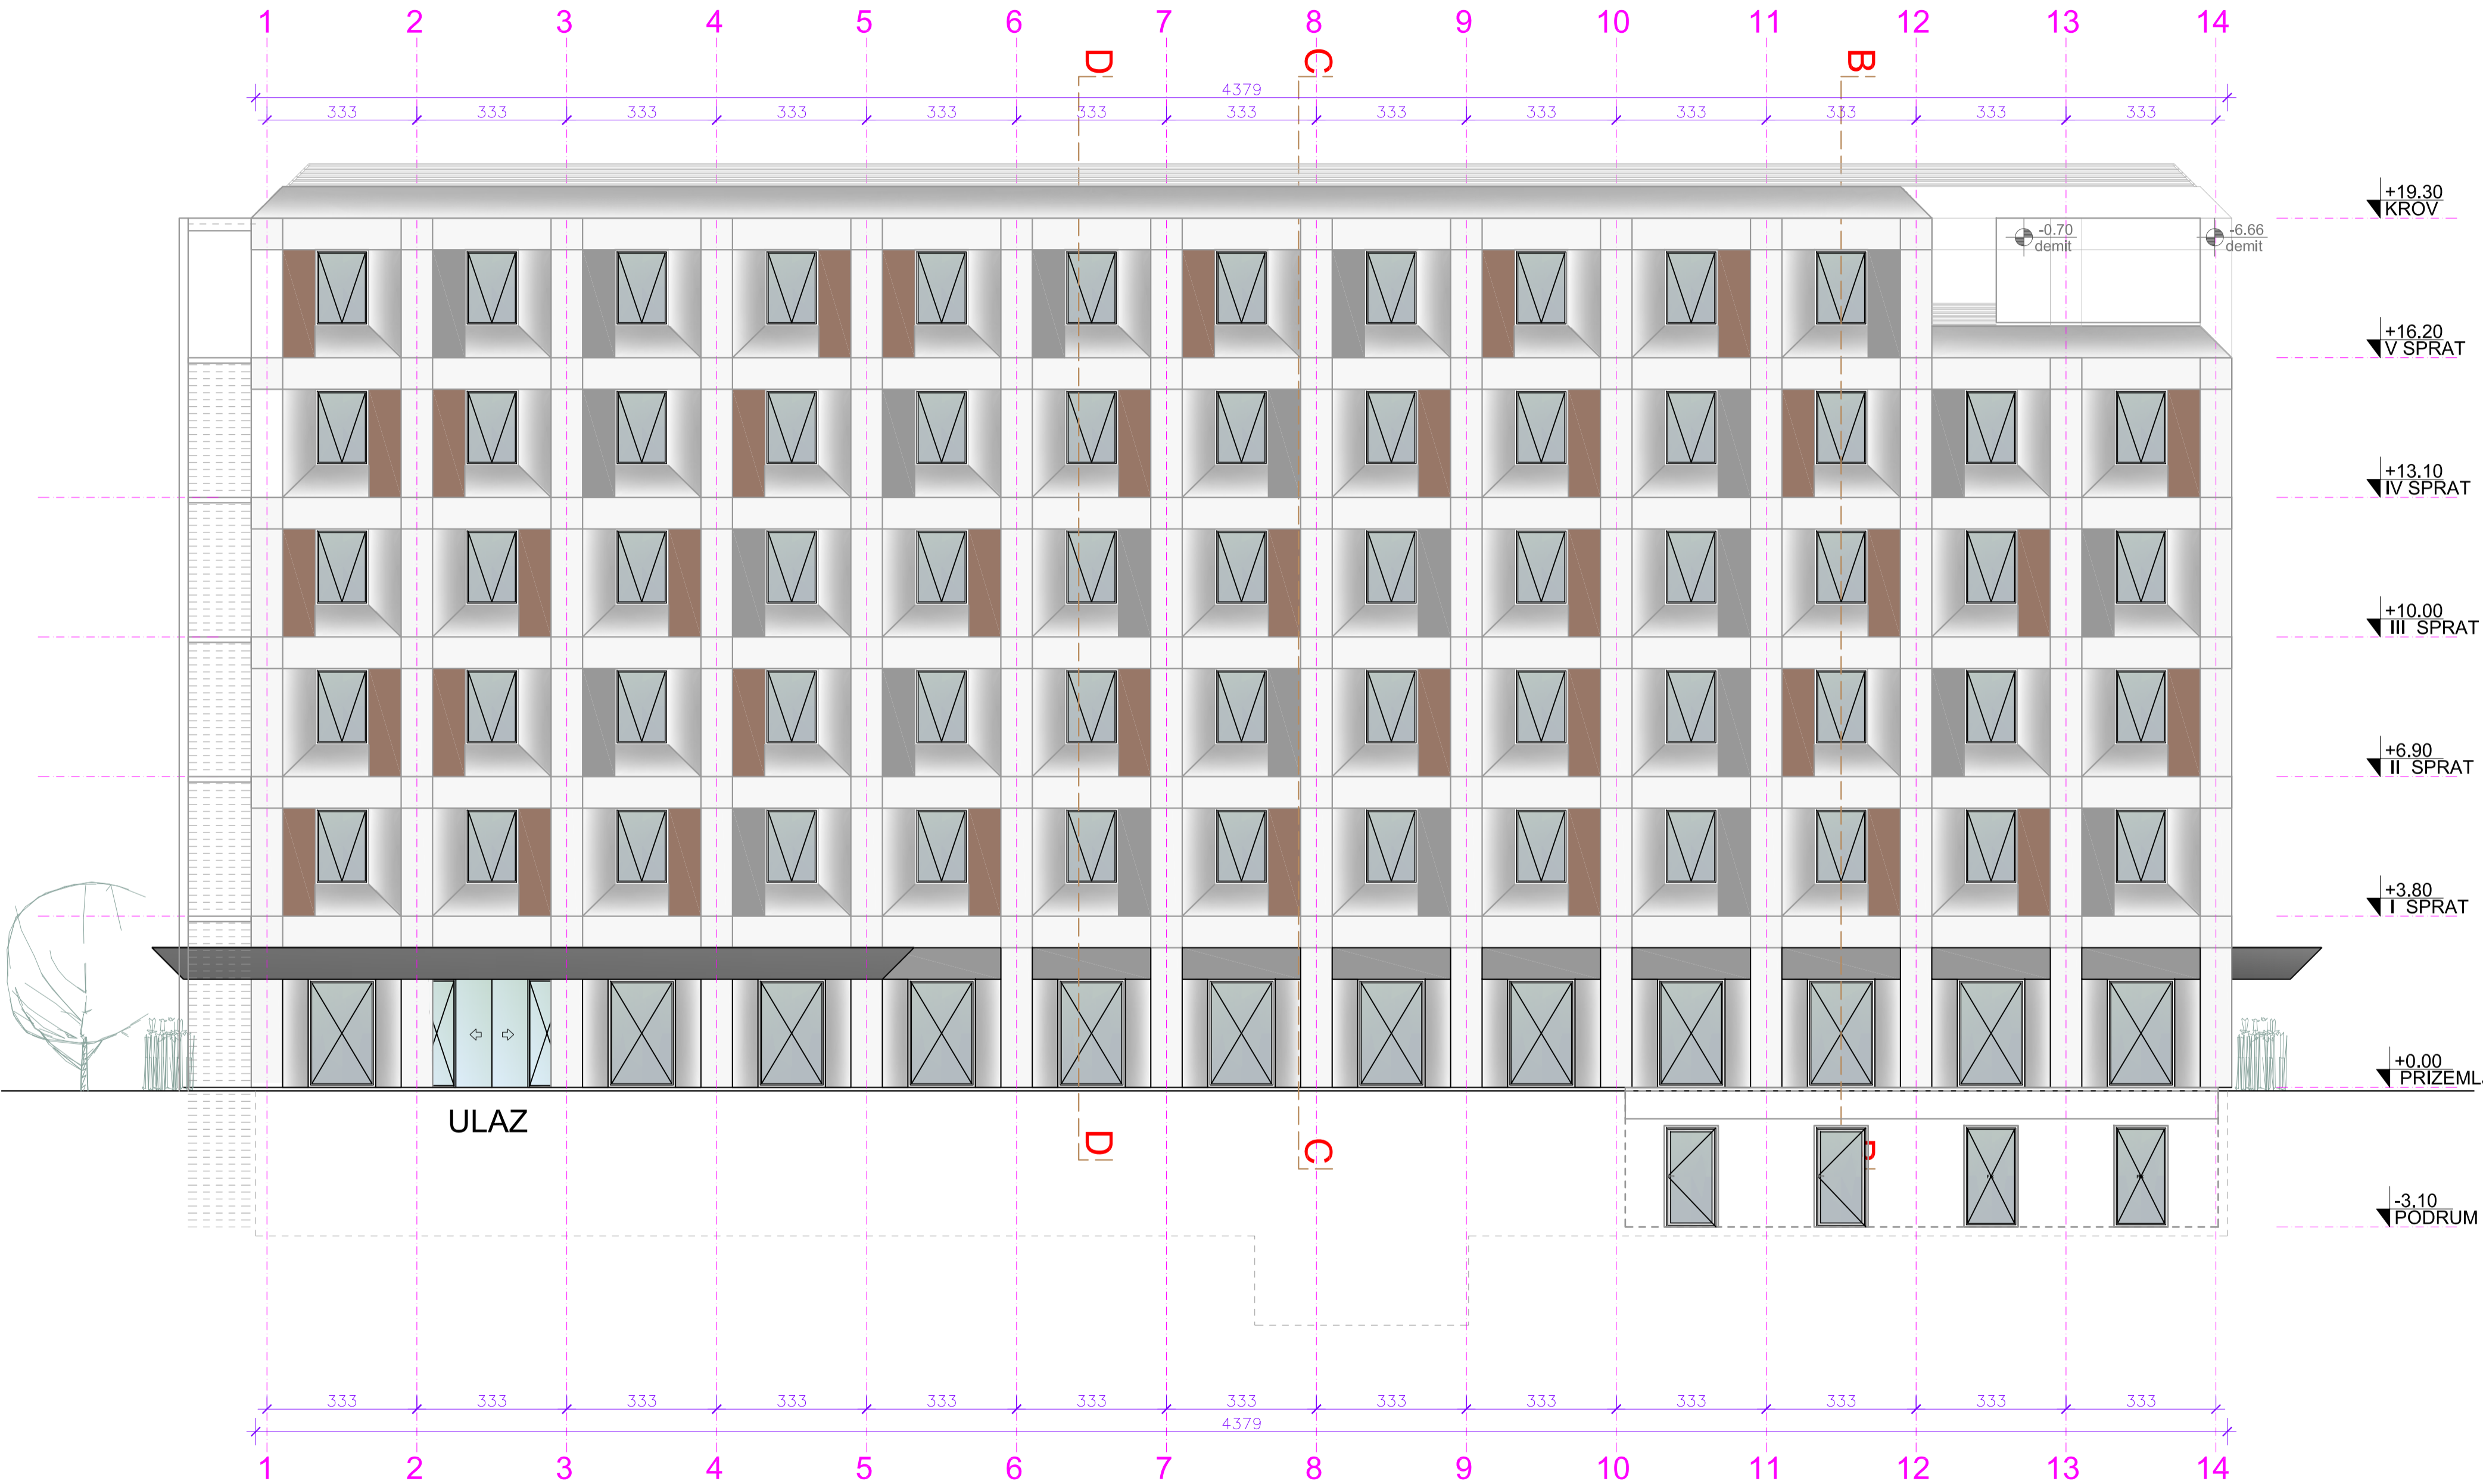 1 2 3 4 5 6 7 8 9 10 11 12 13 14
D C B
4379
333 333 333 333 333 333 333 333 333 333 333 333 333
+19.30
KROV
-0.70
demit
-6.66
demit
+16.20
V SPRAT
+13.10
IV SPRAT
+10.00
III SPRAT
+6.90
II SPRAT
+3.80
I SPRAT
+0.00
PRIZEML
ULAZ
D C
-3.10
PODRUM
333 333 333 333 333 333 333 333 333 333 333 333 333
4379
1 2 3 4 5 6 7 8 9 10 11 12 13 14